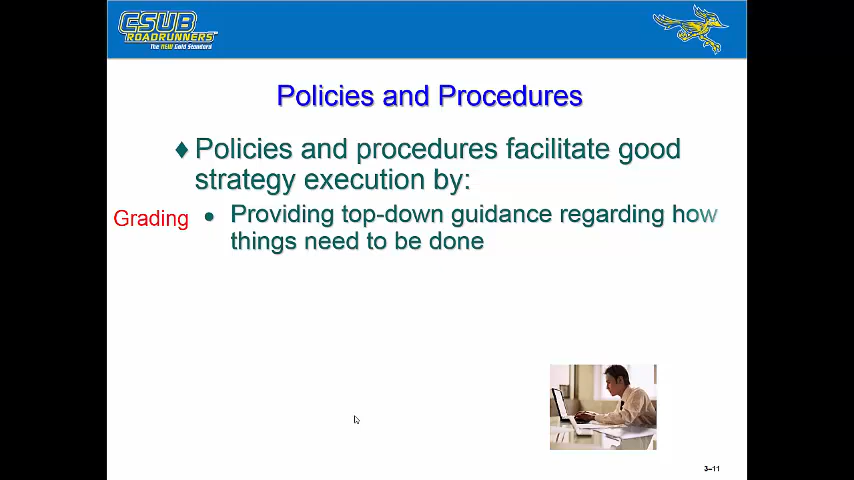 CSUB
ROADRUNNERS
The NEW Gold Standard
Policies and Procedures
♦ Policies and procedures facilitate good
strategy execution by:
Grading • Providing top-down guidance regarding how
things need to be done
3–11